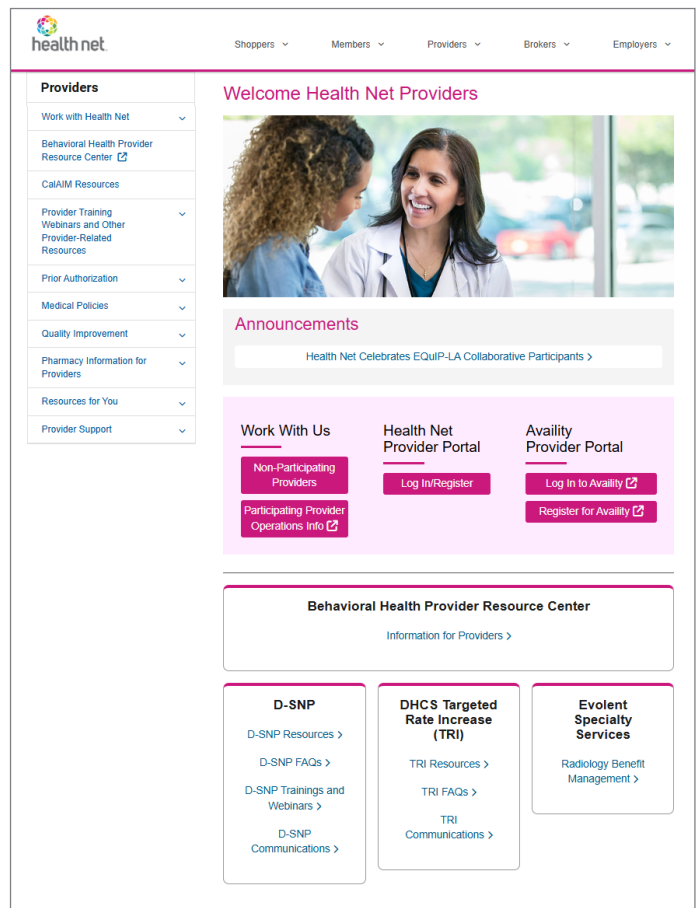 health net.
Shoppers
Members
Providers
Brokers
Employers
Providers
Work with Health Net
Behavioral Health Provider
Resource Center
CalAIM Resources
Provider Training
Webinars and Other
Provider-Related
Resources
Prior Authorization
Medical Policies
Quality Improvement
Pharmacy Information for
Providers
Resources for You
Provider Support
Welcome Health Net Providers
Announcements
Health Net Celebrates EQuIP-LA Collaborative Participants >
Work With Us
Non-Participating
Providers
Participating Provider
Operations Info
Health Net
Provider Portal
Log In/Register
Availity
Provider Portal
Log In to Availity
Register for Availity
Behavioral Health Provider Resource Center
Information for Providers >
D-SNP
D-SNP Resources >
D-SNP FAQs >
D-SNP Trainings and
Webinars >
D-SNP
Communications >
DHCS Targeted
Rate Increase
(TRI)
TRI Resources >
TRI FAQs >
TRI
Communications >
Evolent
Specialty
Services
Radiology Benefit
Management >